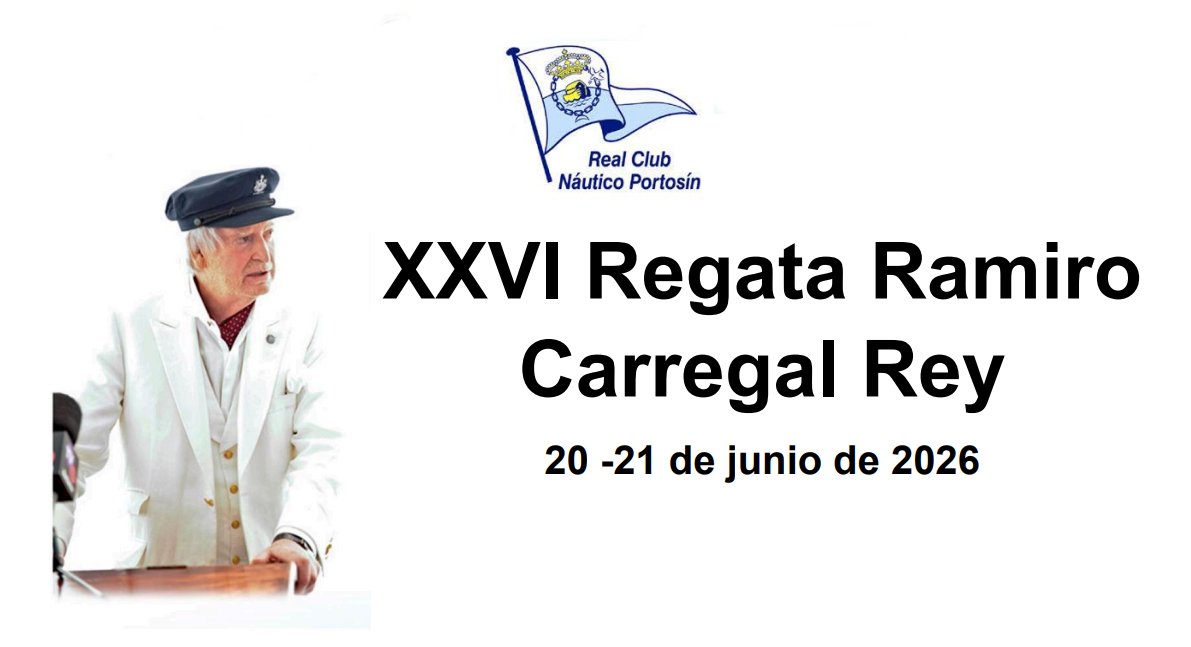 Real Club
Náutico Portosín
XXVI Regata Ramiro
Carregal Rey
20 -21 de junio de 2026